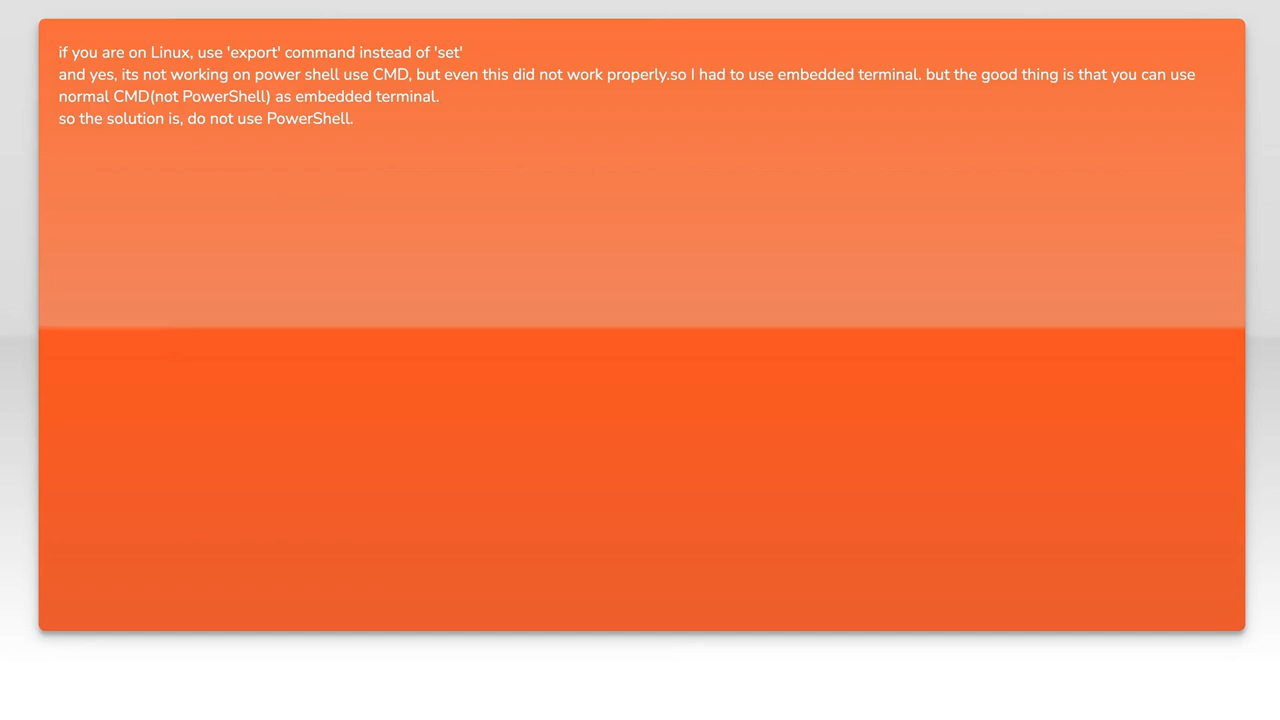 if you are on Linux, use 'export' command instead of 'set'
and yes, its not working on power shell use CMD, but even this did not work properly.so I had to use embedded terminal. but the good thing is that you can use
normal CMD(not PowerShell) as embedded terminal.
so the solution is, do not use PowerShell.